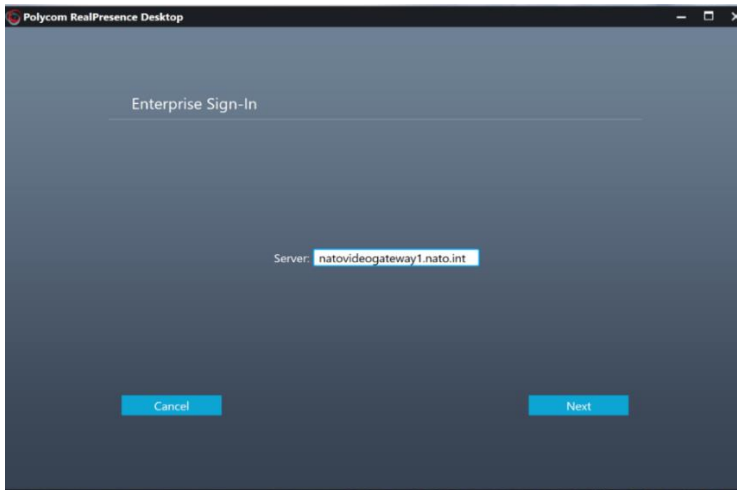 Polycom RealPresence Desktop
Enterprise Sign-In
Server: natovideogateway1.nato.int
Cancel Next